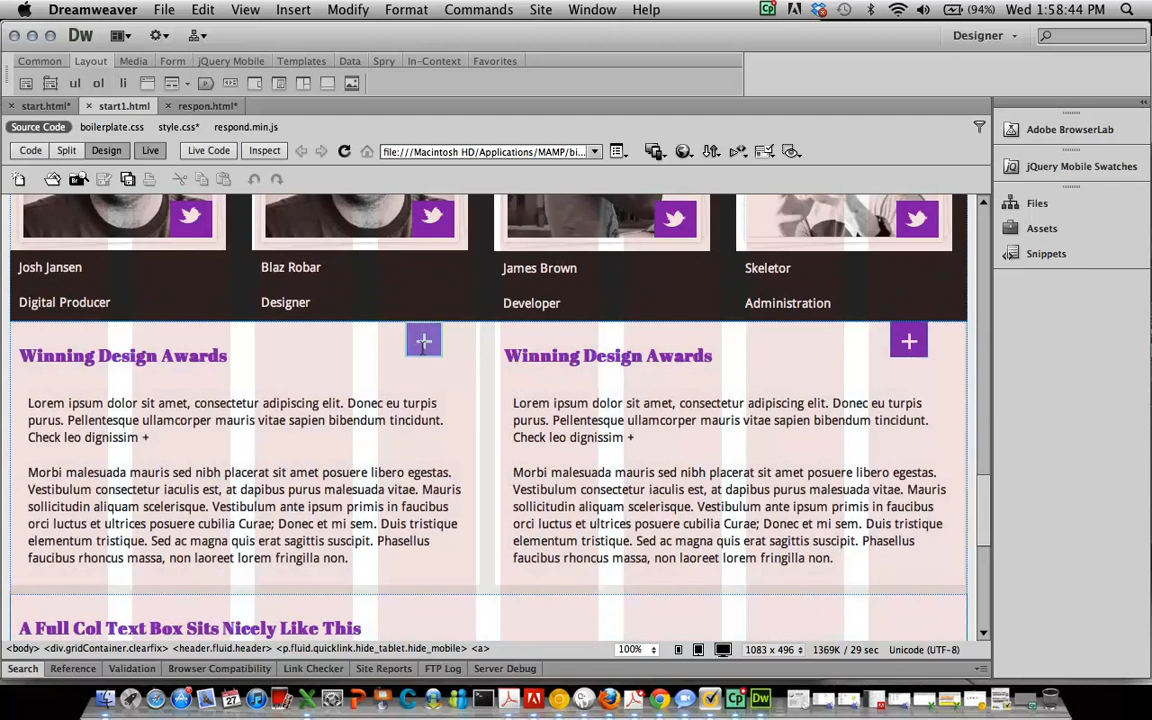 Dreamweaver File Edit View Insert Modify Format Commands Site Window Help (94%) Wed 1:58:44 PM
Dw Designer
Common Layout Media Form jQuery Mobile Templates Data Spry In-Context Favorites
ul ol li
start.html* start1.html respon.html*
Source Code boilerplate.css style.css* respond.min.js
Code Split Design Live Live Code Inspect file:///Macintosh HD/Applications/MAMP/bi...
Adobe BrowserLab
jQuery Mobile Swatches
Files
Assets
Snippets
Josh Jansen Blaz Robar James Brown Skeletor
Digital Producer Designer Developer Administration
Winning Design Awards
Lorem ipsum dolor sit amet, consectetur adipiscing elit. Donec eu turpis
purus. Pellentesque ullamcorper mauris vitae sapien bibendum tincidunt.
Check leo dignissim +
Morbi malesuada mauris sed nibh placerat sit amet posuere libero egestas.
Vestibulum consectetur iaculis est, at dapibus purus malesuada vitae. Mauris
sollicitudin aliquam scelerisque. Vestibulum ante ipsum primis in faucibus
orci luctus et ultrices posuere cubilia Curae; Donec et mi sem. Duis tristique
elementum tristique. Sed ac magna quis erat sagittis suscipit. Phasellus
faucibus rhoncus massa, non laoreet lorem fringilla non.
Winning Design Awards
Lorem ipsum dolor sit amet, consectetur adipiscing elit. Donec eu turpis
purus. Pellentesque ullamcorper mauris vitae sapien bibendum tincidunt.
Check leo dignissim +
Morbi malesuada mauris sed nibh placerat sit amet posuere libero egestas.
Vestibulum consectetur iaculis est, at dapibus purus malesuada vitae. Mauris
sollicitudin aliquam scelerisque. Vestibulum ante ipsum primis in faucibus
orci luctus et ultrices posuere cubilia Curae; Donec et mi sem. Duis tristique
elementum tristique. Sed ac magna quis erat sagittis suscipit. Phasellus
faucibus rhoncus massa, non laoreet lorem fringilla non.
A Full Col Text Box Sits Nicely Like This
<body> <div.gridContainer.clearfix> <header.fluid.header> <p.fluid.quicklink.hide_tablet.hide_mobile> <a> 100% 1083 x 496 1369K / 29 sec Unicode (UTF-8)
Search Reference Validation Browser Compatibility Link Checker Site Reports FTP Log Server Debug